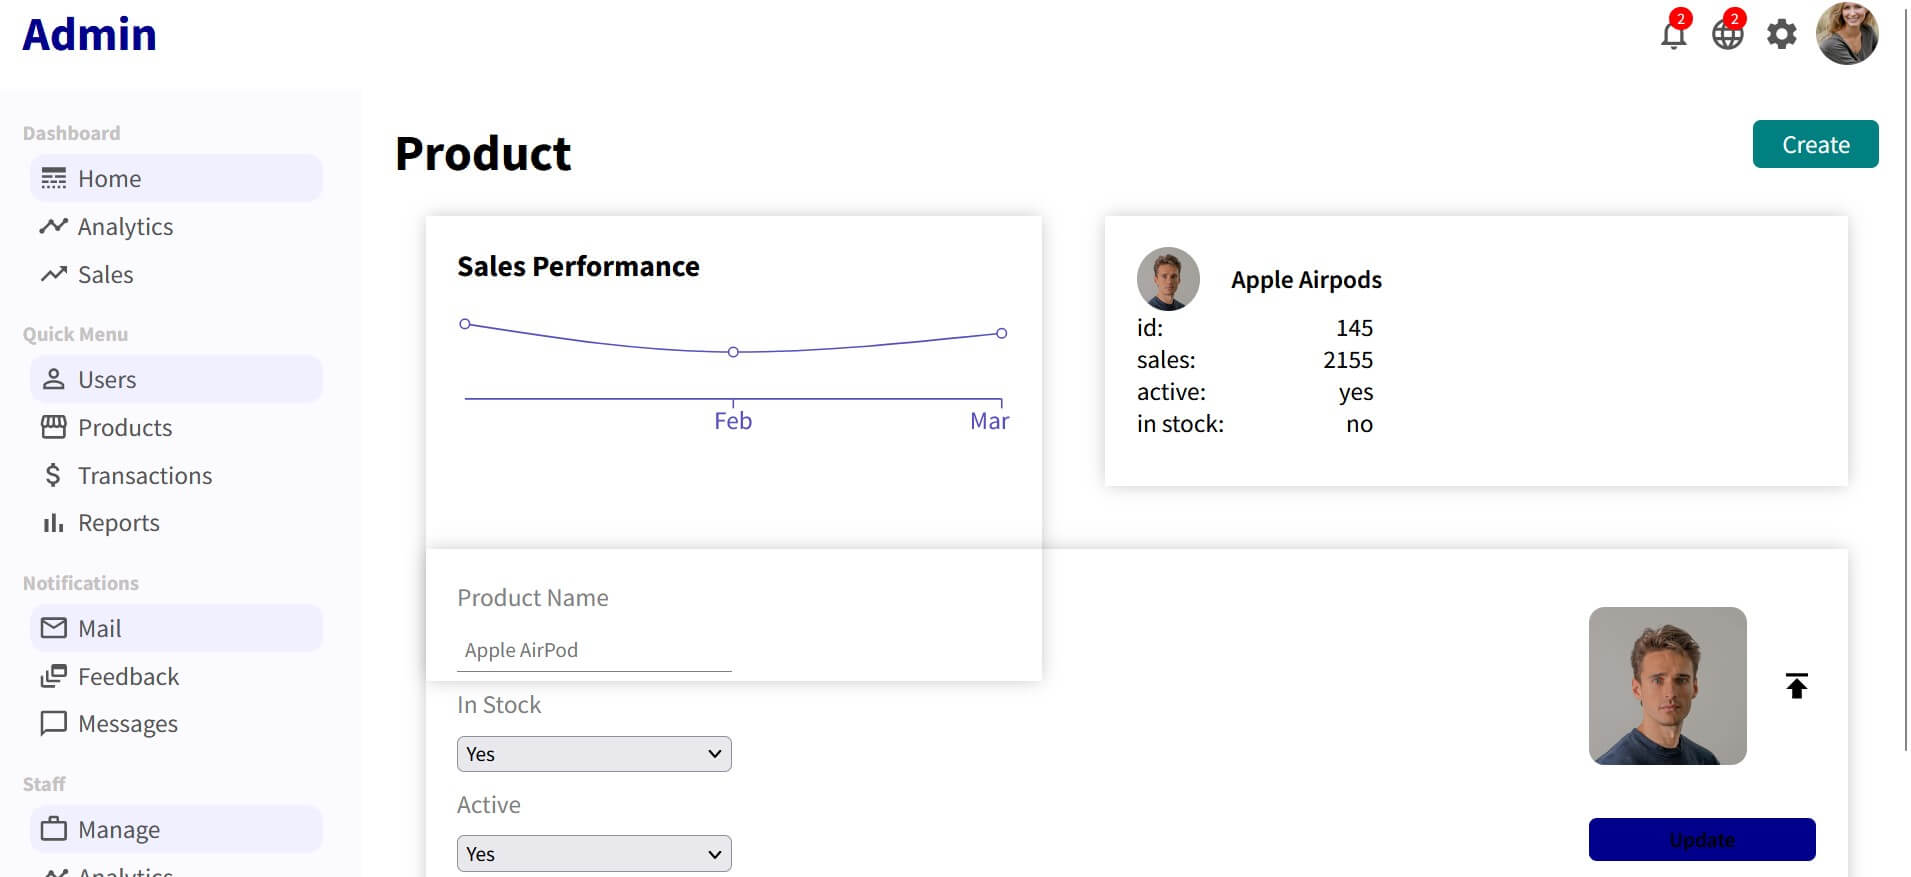 Admin
2
2
Dashboard
Home
Analytics
Sales
Quick Menu
Users
Products
Transactions
Reports
Notifications
Mail
Feedback
Messages
Staff
Manage
Analytics
Product
Create
Sales Performance
Feb
Mar
Apple Airpods
id: 145
sales: 2155
active: yes
in stock: no
Product Name
Apple AirPod
In Stock
Yes
Active
Yes
Update